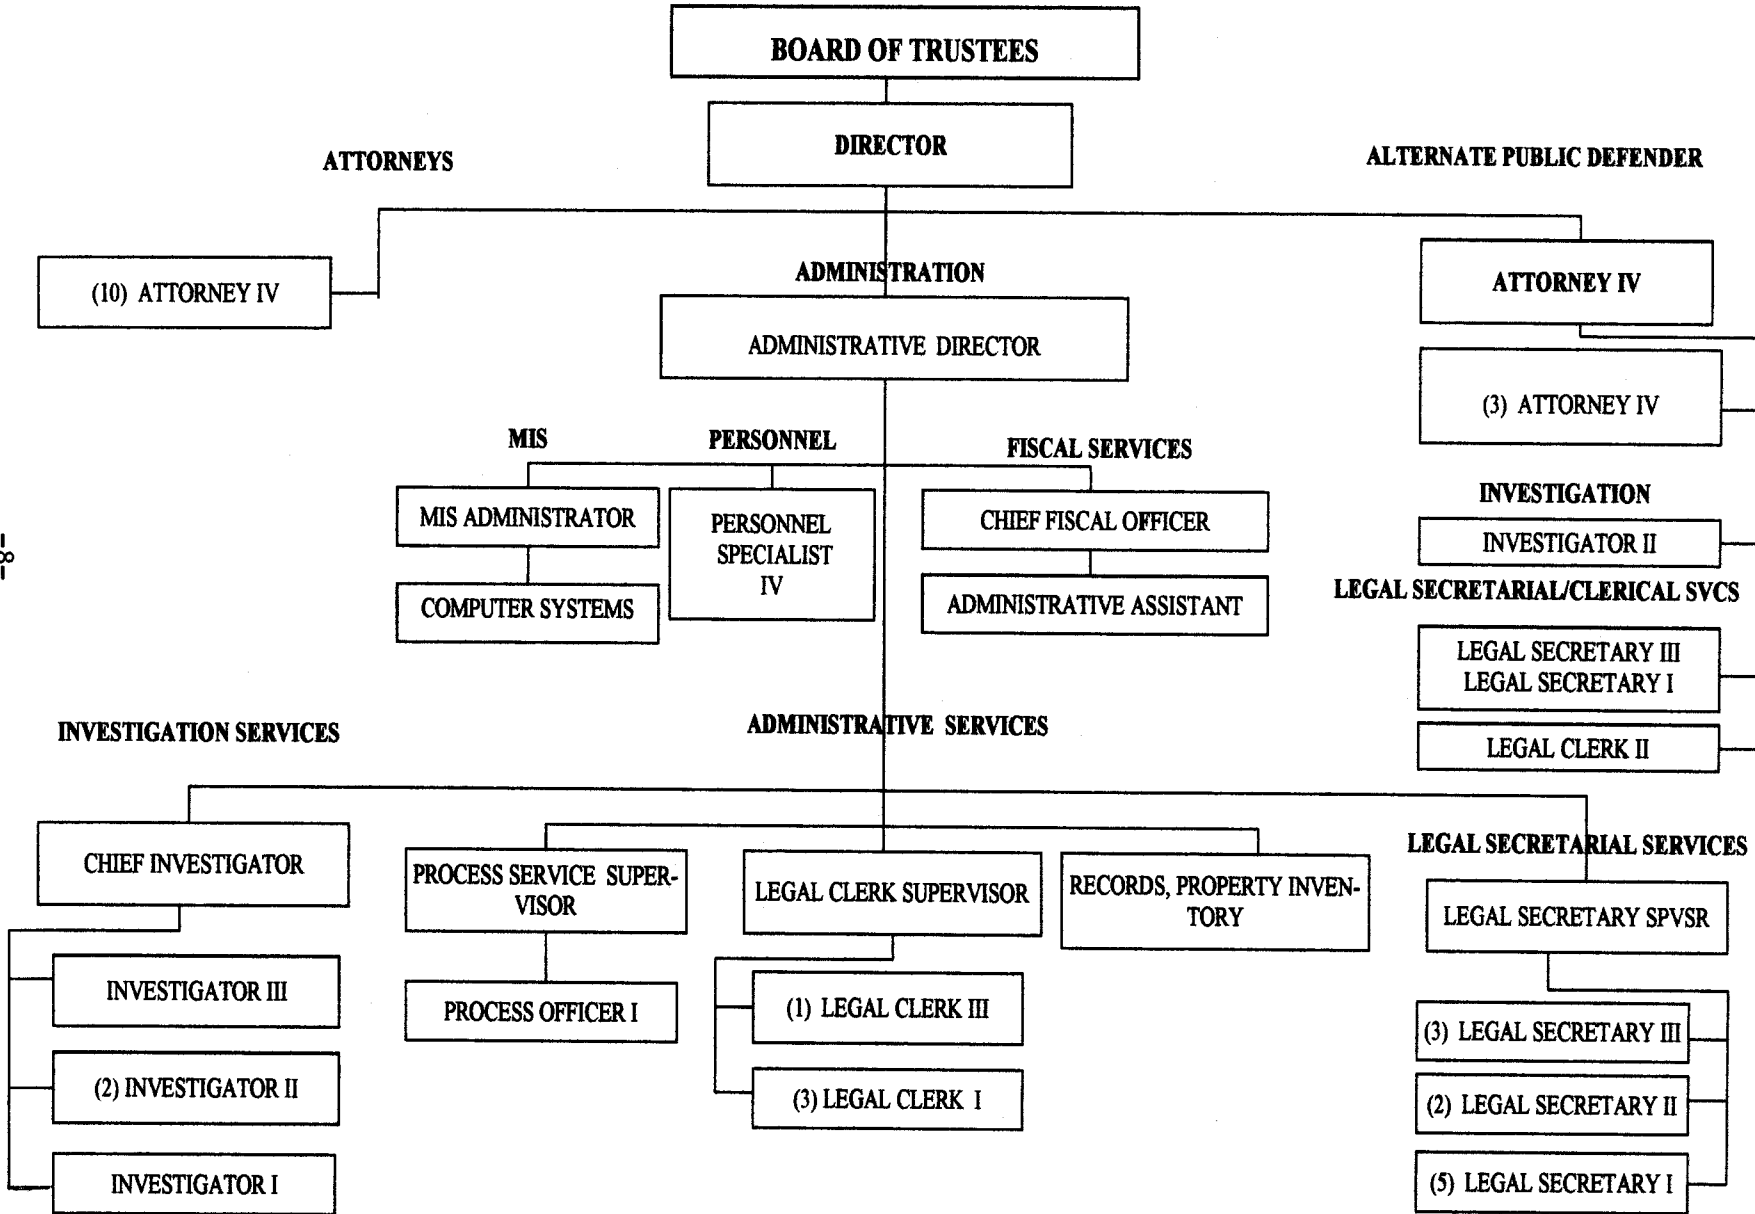 BOARD OF TRUSTEES
DIRECTOR
ATTORNEYS
ALTERNATE PUBLIC DEFENDER
(10) ATTORNEY IV
ADMINISTRATION
ADMINISTRATIVE DIRECTOR
ATTORNEY IV
(3) ATTORNEY IV
MIS
PERSONNEL
FISCAL SERVICES
MIS ADMINISTRATOR
COMPUTER SYSTEMS
PERSONNEL
SPECIALIST
IV
CHIEF FISCAL OFFICER
ADMINISTRATIVE ASSISTANT
INVESTIGATION
INVESTIGATOR II
LEGAL SECRETARIAL/CLERICAL SVCS
LEGAL SECRETARY III
LEGAL SECRETARY I
LEGAL CLERK II
-8-
INVESTIGATION SERVICES
ADMINISTRATIVE SERVICES
CHIEF INVESTIGATOR
INVESTIGATOR III
(2) INVESTIGATOR II
INVESTIGATOR I
PROCESS SERVICE SUPER-
VISOR
PROCESS OFFICER I
LEGAL CLERK SUPERVISOR
(1) LEGAL CLERK III
(3) LEGAL CLERK I
RECORDS, PROPERTY INVEN-
TORY
LEGAL SECRETARIAL SERVICES
LEGAL SECRETARY SPVSR
(3) LEGAL SECRETARY III
(2) LEGAL SECRETARY II
(5) LEGAL SECRETARY I